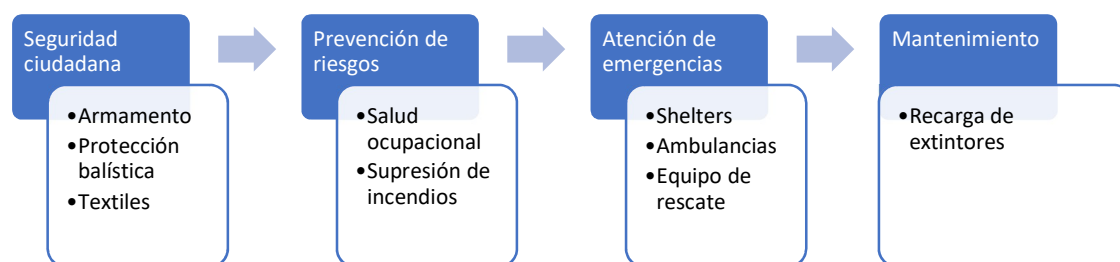 Seguridad
ciudadana
•Armamento
•Protección
balística
•Textiles
Prevención de
riesgos
•Salud
ocupacional
•Supresión de
incendios
Atención de
emergencias
•Shelters
•Ambulancias
•Equipo de
rescate
Mantenimiento
•Recarga de
extintores